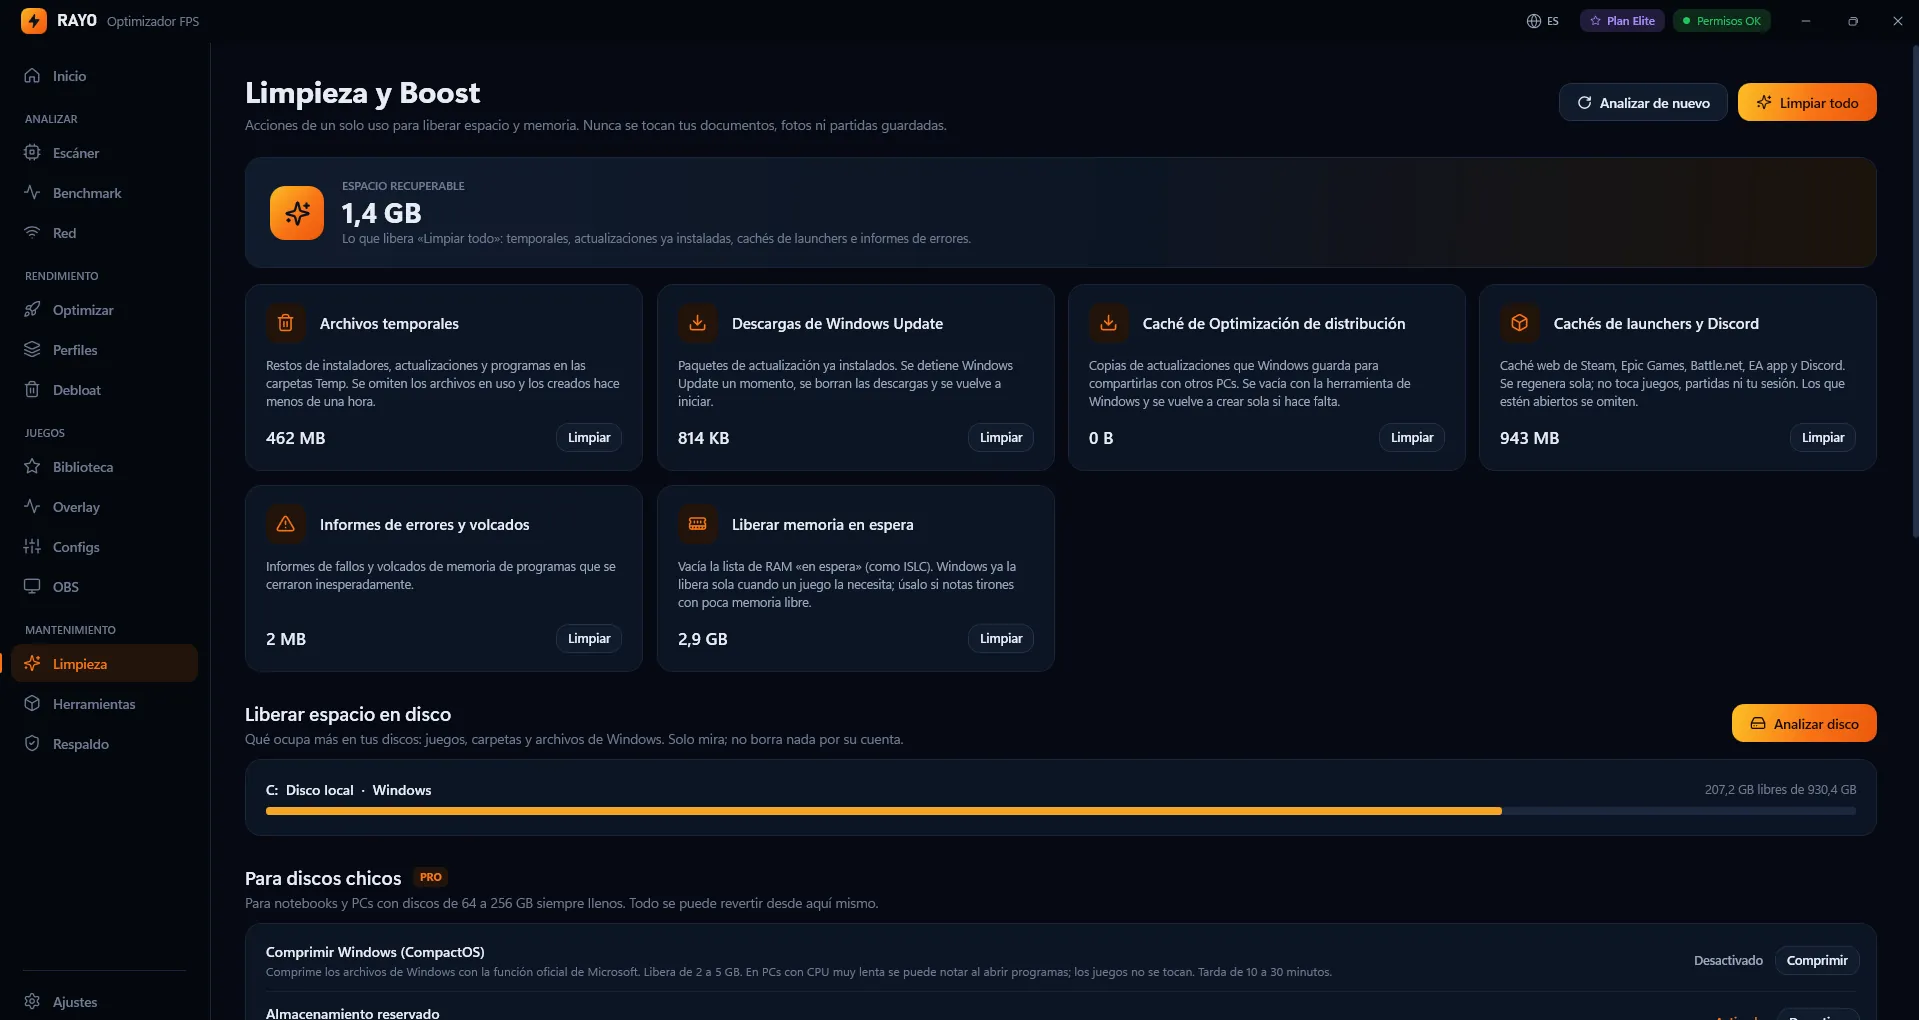 RAYO Optimizador FPS
ES
Plan Elite
Permisos OK
Inicio
ANALIZAR
Escáner
Benchmark
Red
RENDIMIENTO
Optimizar
Perfiles
Debloat
JUEGOS
Biblioteca
Overlay
Configs
OBS
MANTENIMIENTO
Limpieza
Herramientas
Respaldo
Ajustes
Limpieza y Boost
Acciones de un solo uso para liberar espacio y memoria. Nunca se tocan tus documentos, fotos ni partidas guardadas.
Analizar de nuevo
Limpiar todo
ESPACIO RECUPERABLE
1,4 GB
Lo que libera «Limpiar todo»: temporales, actualizaciones ya instaladas, cachés de launchers e informes de errores.
Archivos temporales
Restos de instaladores, actualizaciones y programas en las
carpetas Temp. Se omiten los archivos en uso y los creados hace
menos de una hora.
462 MB
Limpiar
Descargas de Windows Update
Paquetes de actualización ya instalados. Se detiene Windows
Update un momento, se borran las descargas y se vuelve a
iniciar.
814 KB
Limpiar
Caché de Optimización de distribución
Copias de actualizaciones que Windows guarda para
compartirlas con otros PCs. Se vacía con la herramienta de
Windows y se vuelve a crear sola si hace falta.
0 B
Limpiar
Cachés de launchers y Discord
Caché web de Steam, Epic Games, Battle.net, EA app y Discord.
Se regenera sola; no toca juegos, partidas ni tu sesión. Los que
estén abiertos se omiten.
943 MB
Limpiar
Informes de errores y volcados
Informes de fallos y volcados de memoria de programas que se
cerraron inesperadamente.
2 MB
Limpiar
Liberar memoria en espera
Vacía la lista de RAM «en espera» (como ISLC). Windows ya la
libera sola cuando un juego la necesita; úsalo si notas tirones
con poca memoria libre.
2,9 GB
Limpiar
Liberar espacio en disco
Qué ocupa más en tus discos: juegos, carpetas y archivos de Windows. Solo mira; no borra nada por su cuenta.
Analizar disco
C: Disco local · Windows
207,2 GB libres de 930,4 GB
Para discos chicos PRO
Para notebooks y PCs con discos de 64 a 256 GB siempre llenos. Todo se puede revertir desde aquí mismo.
Comprimir Windows (CompactOS)
Comprime los archivos de Windows con la función oficial de Microsoft. Libera de 2 a 5 GB. En PCs con CPU muy lenta se puede notar al abrir programas; los juegos no se tocan. Tarda de 10 a 30 minutos.
Desactivado
Comprimir
Almacenamiento reservado